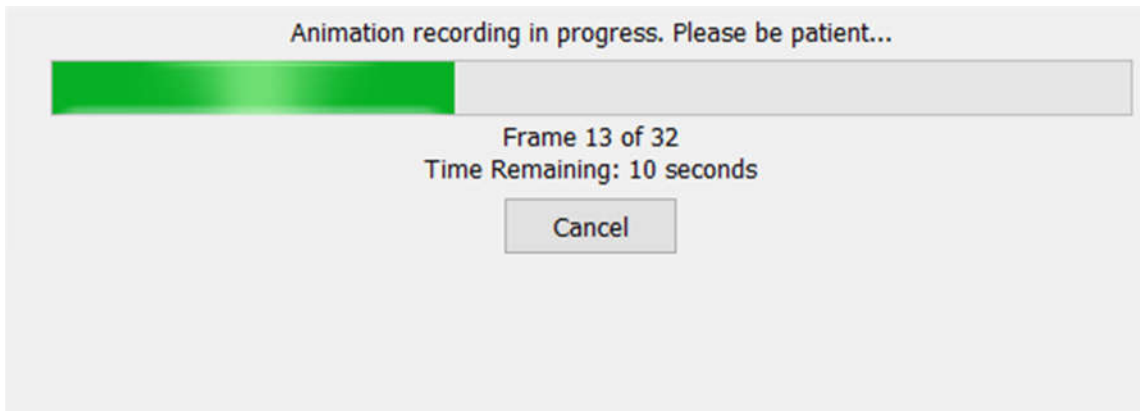 Animation recording in progress. Please be patient...
Frame 13 of 32
Time Remaining: 10 seconds
Cancel